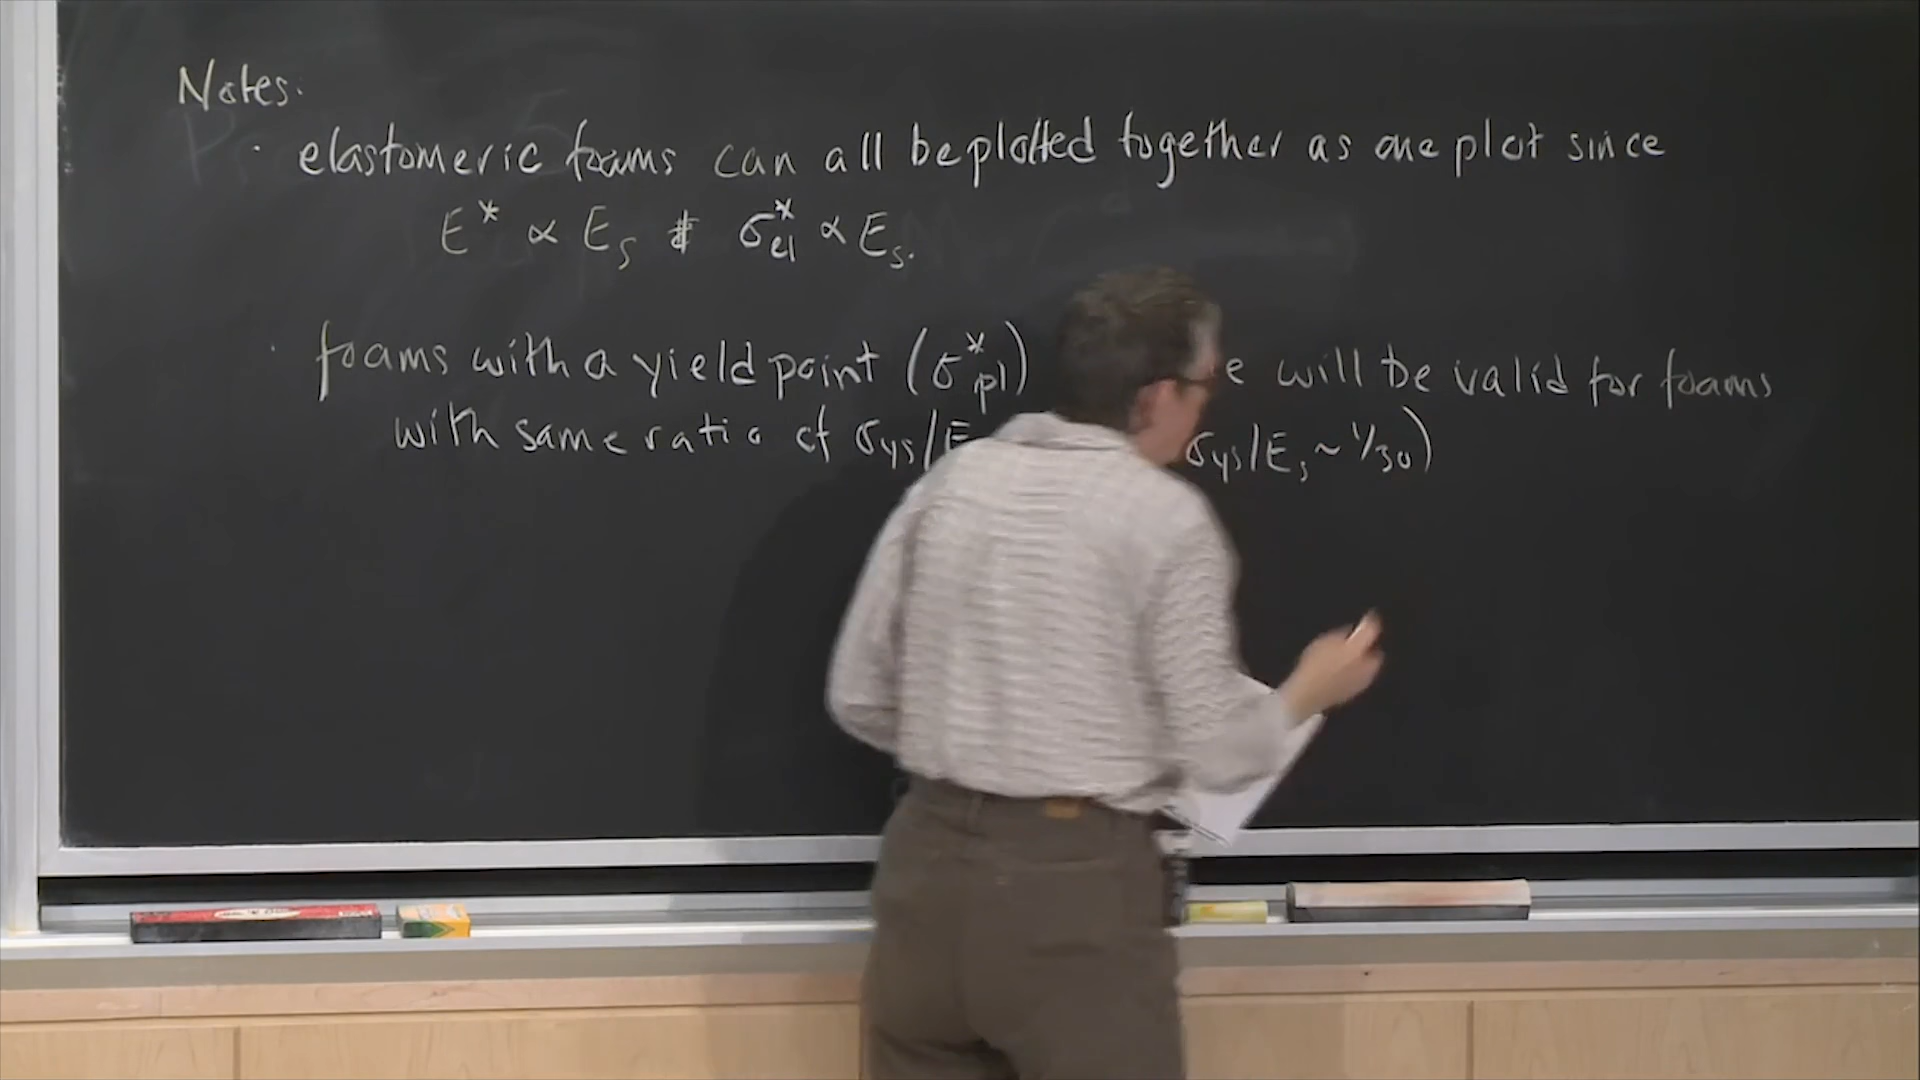 Notes:
· elastomeric foams can all be plotted together as one plot since
E* ∝ Es & σ*el ∝ Es.
· foams with a yield point (σ*pl) will be valid for foams
with same ratio of σys/E σys/Es ~ 1/30)